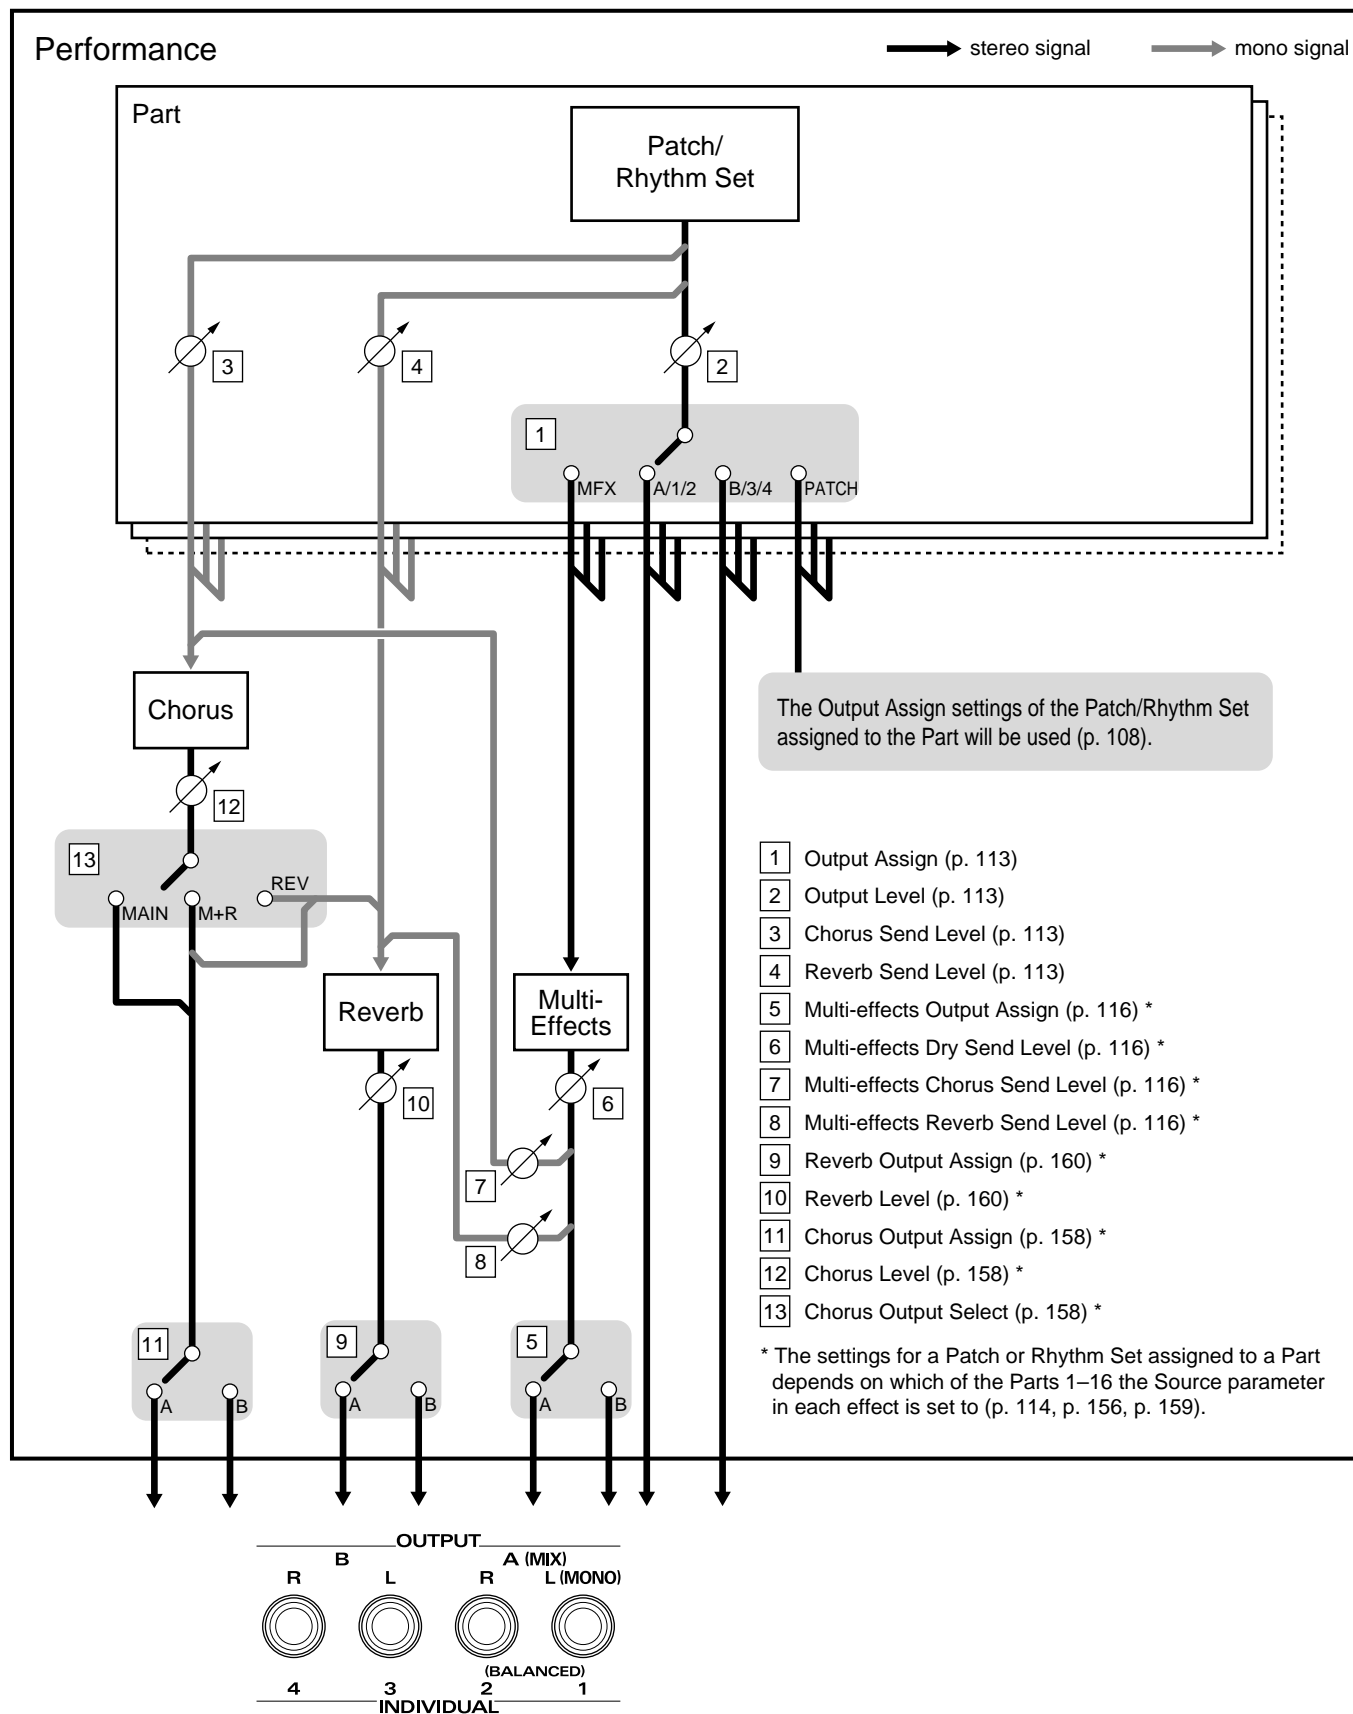 Performance
stereo signal
mono signal
Part
Patch/
Rhythm Set
3
4
2
1
MFX
A/1/2
B/3/4
PATCH
Chorus
The Output Assign settings of the Patch/Rhythm Set
assigned to the Part will be used (p. 108).
12
13
MAIN
M+R
REV
Reverb
Multi-
Effects
10
6
7
8
1 Output Assign (p. 113)
2 Output Level (p. 113)
3 Chorus Send Level (p. 113)
4 Reverb Send Level (p. 113)
5 Multi-effects Output Assign (p. 116) *
6 Multi-effects Dry Send Level (p. 116) *
7 Multi-effects Chorus Send Level (p. 116) *
8 Multi-effects Reverb Send Level (p. 116) *
9 Reverb Output Assign (p. 160) *
10 Reverb Level (p. 160) *
11 Chorus Output Assign (p. 158) *
12 Chorus Level (p. 158) *
13 Chorus Output Select (p. 158) *
* The settings for a Patch or Rhythm Set assigned to a Part
depends on which of the Parts 1–16 the Source parameter
in each effect is set to (p. 114, p. 156, p. 159).
11
A
B
9
A
B
5
A
B
OUTPUT
B
A (MIX)
R
L
R
L (MONO)
(BALANCED)
4
3
2
1
INDIVIDUAL